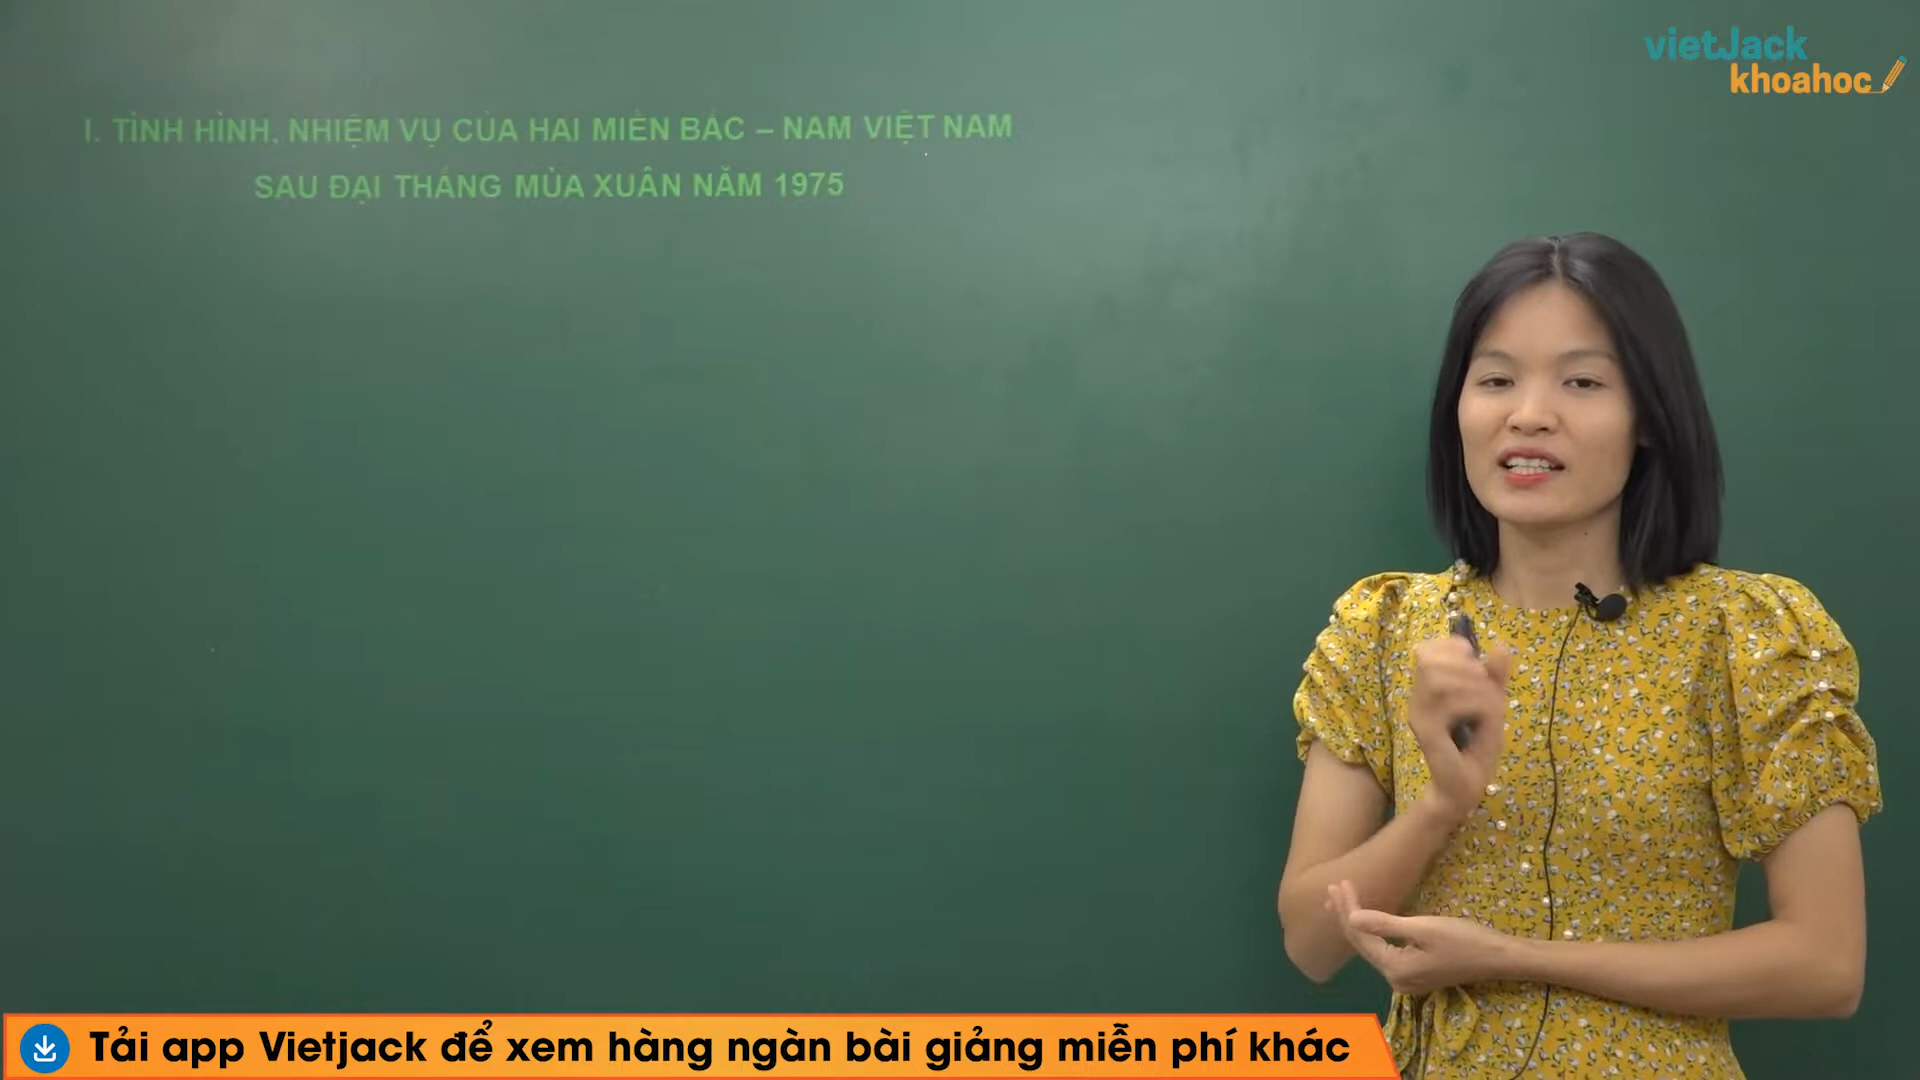 vietJack
khoahoc
I. TÌNH HÌNH, NHIỆM VỤ CỦA HAI MIỀN BẮC – NAM VIỆT NAM
SAU ĐẠI THẮNG MÙA XUÂN NĂM 1975
Tải app Vietjack để xem hàng ngàn bài giảng miễn phí khác